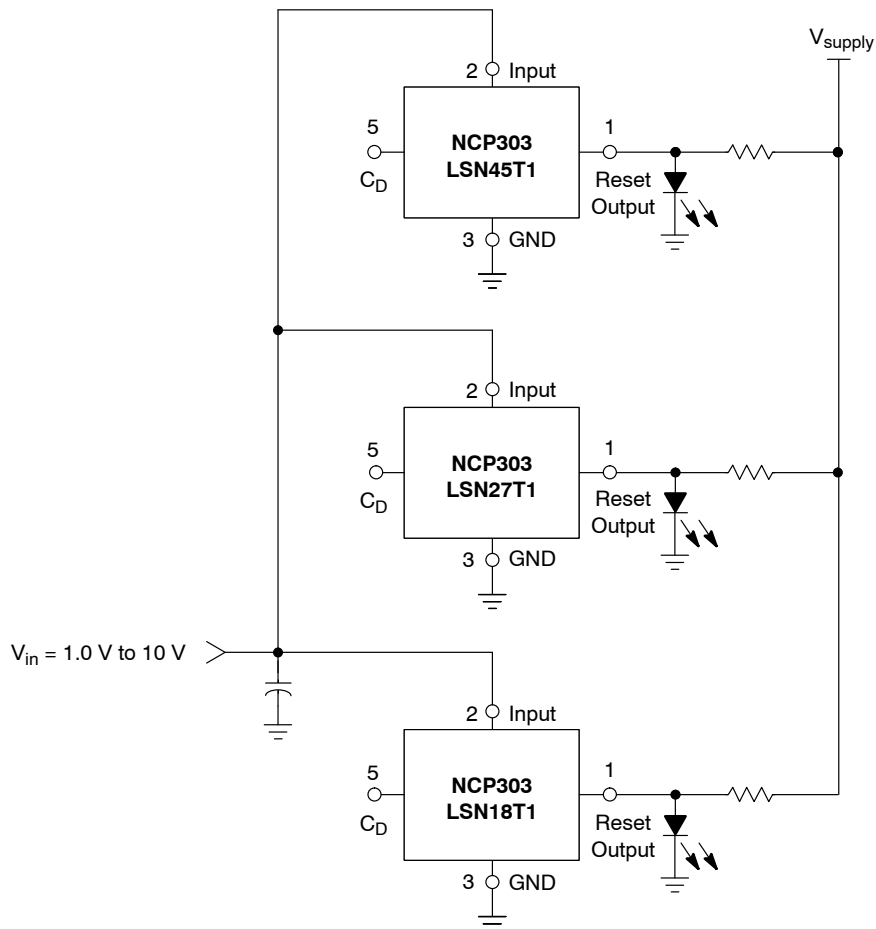 V_supply
2 Input
5
C_D
NCP303
LSN45T1
1
Reset
Output
3 GND
2 Input
5
C_D
NCP303
LSN27T1
1
Reset
Output
3 GND
V_in = 1.0 V to 10 V
2 Input
5
C_D
NCP303
LSN18T1
1
Reset
Output
3 GND